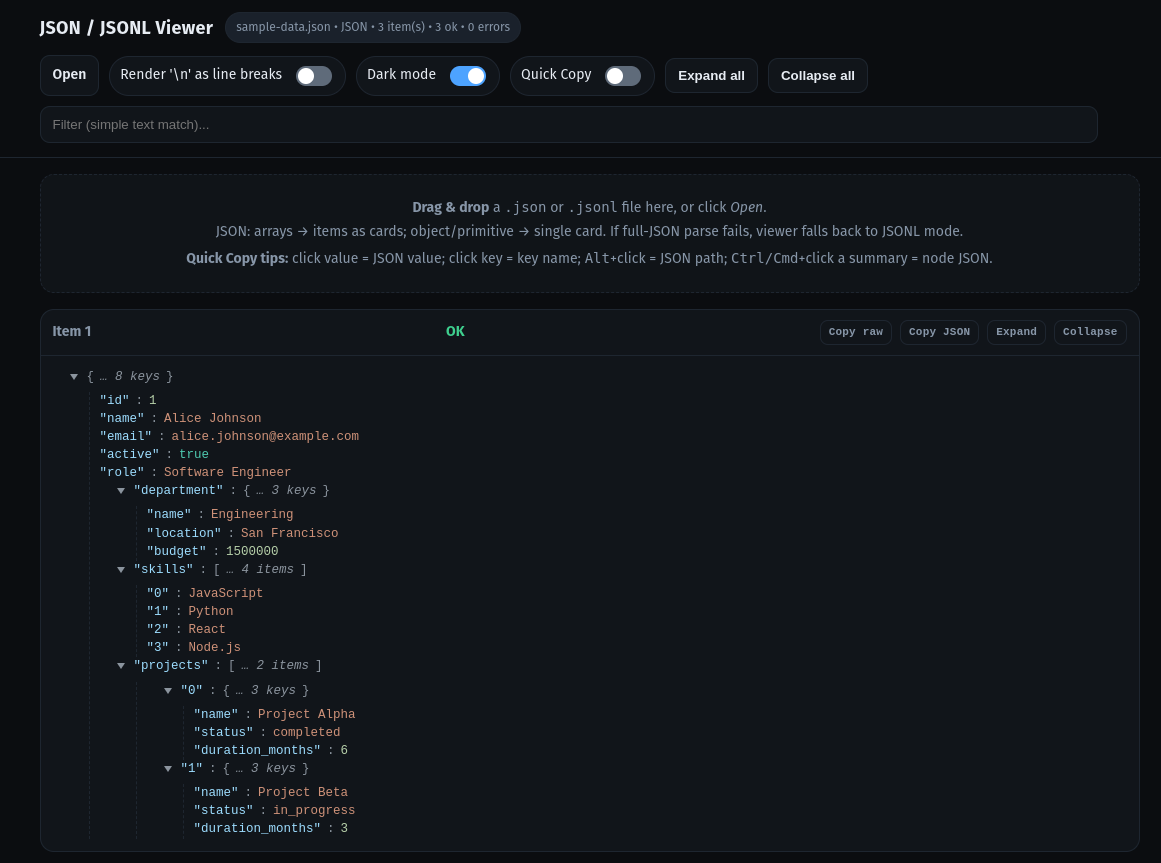 JSON / JSONL Viewer sample-data.json • JSON • 3 item(s) • 3 ok • 0 errors
Open Render '\n' as line breaks Dark mode Quick Copy Expand all Collapse all
Filter (simple text match)...
Drag & drop a .json or .jsonl file here, or click Open.
JSON: arrays → items as cards; object/primitive → single card. If full-JSON parse fails, viewer falls back to JSONL mode.
Quick Copy tips: click value = JSON value; click key = key name; Alt+click = JSON path; Ctrl/Cmd+click a summary = node JSON.
Item 1 OK Copy raw Copy JSON Expand Collapse
{ … 8 keys }
"id" : 1
"name" : Alice Johnson
"email" : alice.johnson@example.com
"active" : true
"role" : Software Engineer
"department" : { … 3 keys }
"name" : Engineering
"location" : San Francisco
"budget" : 1500000
"skills" : [ … 4 items ]
"0" : JavaScript
"1" : Python
"2" : React
"3" : Node.js
"projects" : [ … 2 items ]
"0" : { … 3 keys }
"name" : Project Alpha
"status" : completed
"duration_months" : 6
"1" : { … 3 keys }
"name" : Project Beta
"status" : in_progress
"duration_months" : 3